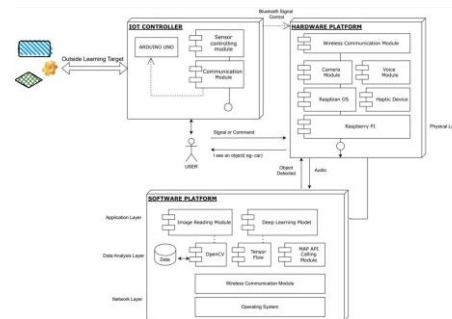 Bluetooth Signal
Control
IOT CONTROLLER
HARDWARE PLATFORM
ARDUINO UNO
Sensor
controlling
module
Communication
Module
Outside Learning Target
Wireless Communication Module
Camera
Module
Voice
Module
Raspbian OS
Haptic Device
Raspberry PI
Physical La
Signal or Command
USER
I see an object( eg- car)
Object
Detected
Audio
SOFTWARE PLATFORM
Application Layer
Image Reading Module
Deep Learning Model
Data Analysis Layer
Data
OpenCV
Tensor
Flow
MAP API
Calling
Module
Wireless Communication Module
Network Layer
Operating System